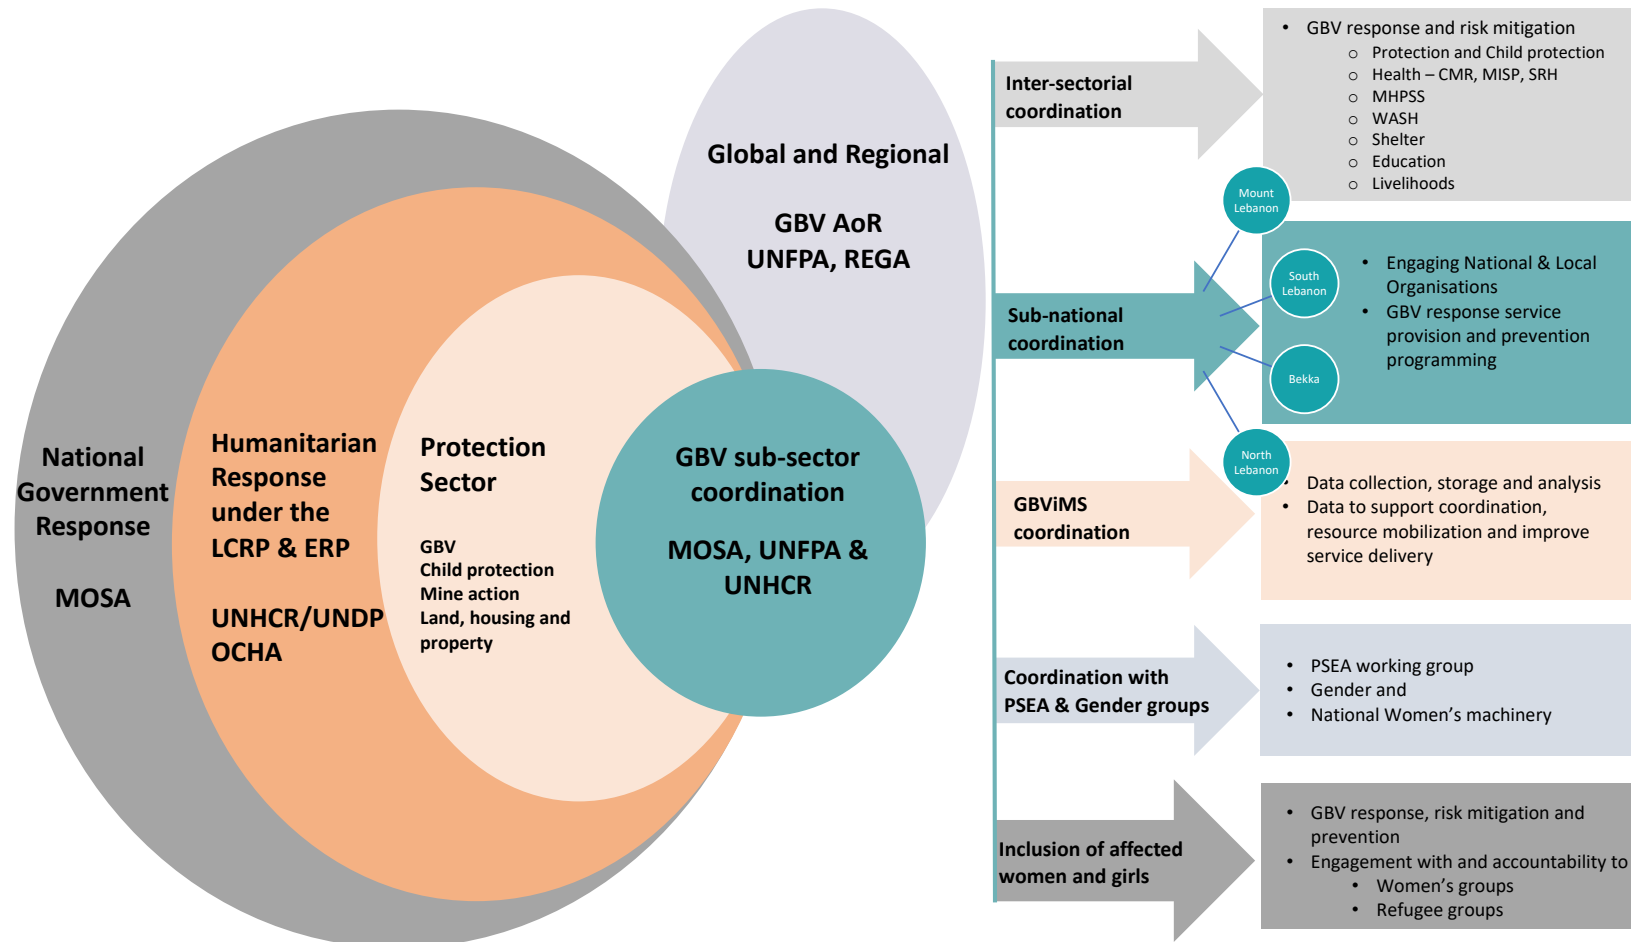 National
Government
Response
MOSA
Humanitarian
Response
under the
LCRP & ERP
UNHCR/UNDP
OCHA
Protection
Sector
GBV
Child protection
Mine action
Land, housing and
property
GBV sub-sector
coordination
MOSA, UNFPA &
UNHCR
Global and Regional
GBV AoR
UNFPA, REGA
Inter-sectorial
coordination
• GBV response and risk mitigation
o Protection and Child protection
o Health – CMR, MISP, SRH
o MHPSS
o WASH
o Shelter
o Education
o Livelihoods
Sub-national
coordination
Mount
Lebanon
South
Lebanon
Bekka
North
Lebanon
• Engaging National & Local
Organisations
• GBV response service
provision and prevention
programming
GBViMS
coordination
• Data collection, storage and analysis
• Data to support coordination,
resource mobilization and improve
service delivery
Coordination with
PSEA & Gender groups
• PSEA working group
• Gender and
• National Women’s machinery
Inclusion of affected
women and girls
• GBV response, risk mitigation and
prevention
• Engagement with and accountability to
• Women’s groups
• Refugee groups